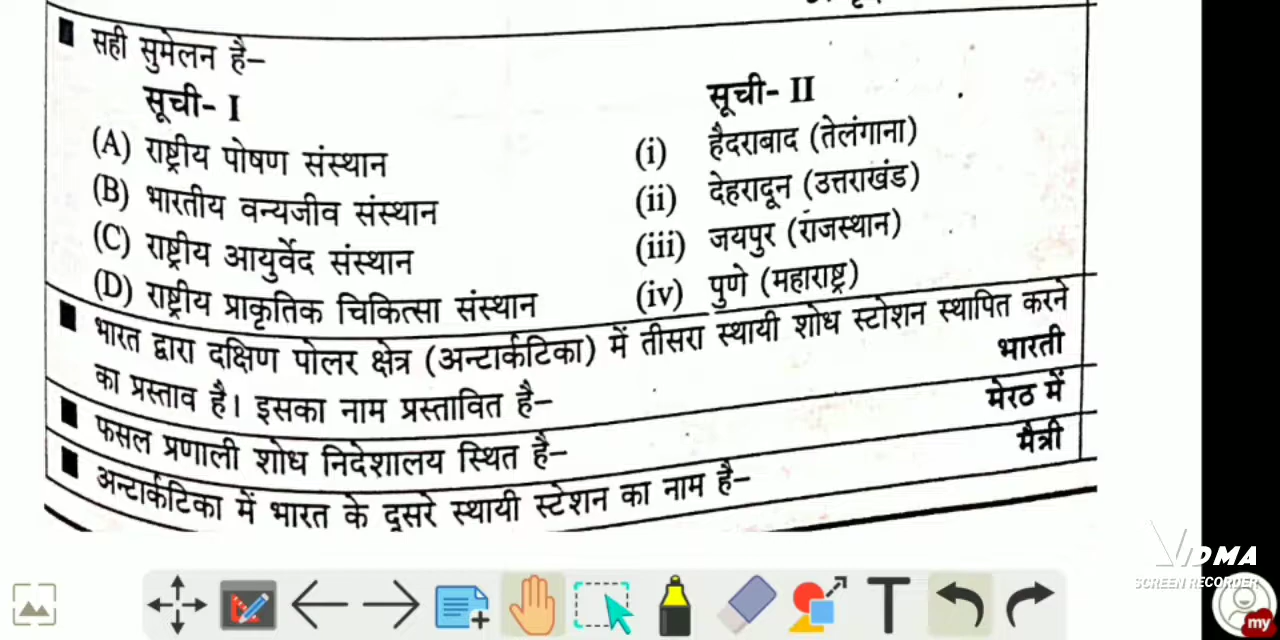 सही सुमेलन है–
सूची- I सूची- II
(A) राष्ट्रीय पोषण संस्थान (i) हैदराबाद (तेलंगाना)
(B) भारतीय वन्यजीव संस्थान (ii) देहरादून (उत्तराखंड)
(C) राष्ट्रीय आयुर्वेद संस्थान (iii) जयपुर (राजस्थान)
(D) राष्ट्रीय प्राकृतिक चिकित्सा संस्थान (iv) पुणे (महाराष्ट्र)
भारत द्वारा दक्षिण पोलर क्षेत्र (अन्टार्कटिका) में तीसरा स्थायी शोध स्टोशन स्थापित करने
का प्रस्ताव है। इसका नाम प्रस्तावित है– भारती
फसल प्रणाली शोध निदेशालय स्थित है– मेरठ में
अन्टार्कटिका में भारत के दूसरे स्थायी स्टेशन का नाम है– मैत्री
T
VDMA
SCREEN RECORDER
my